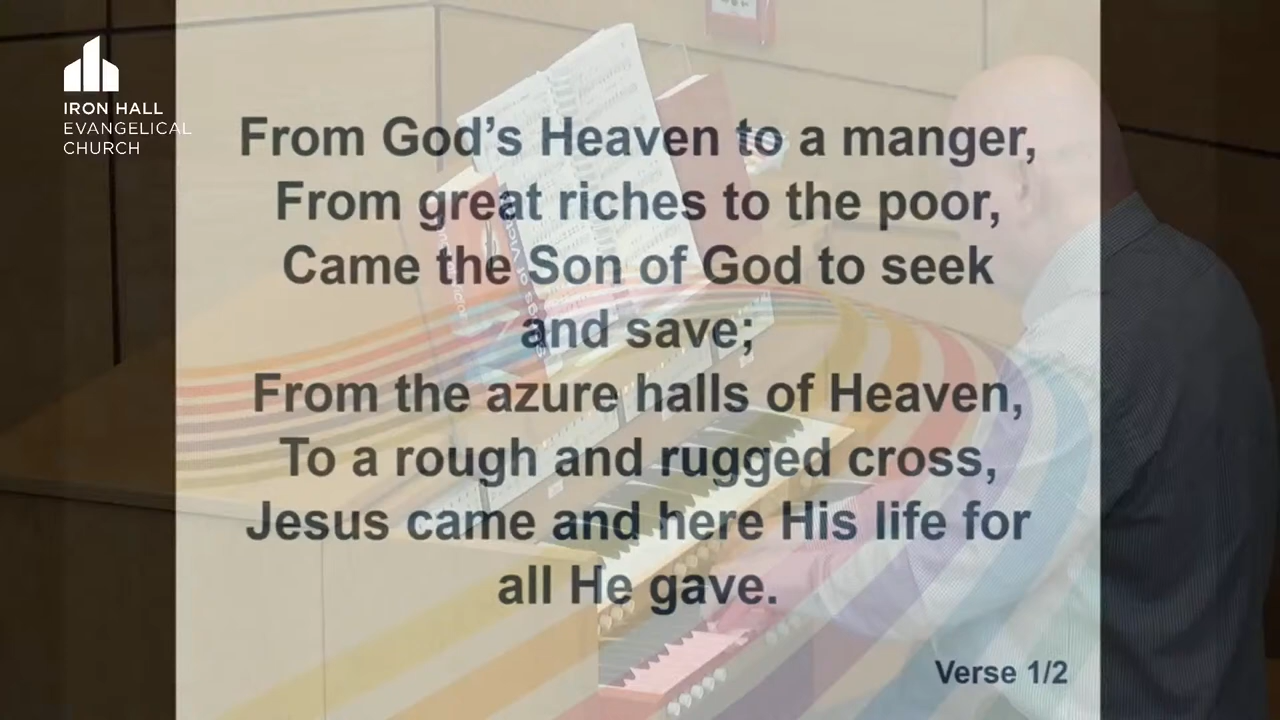 IRON HALL
EVANGELICAL
CHURCH
From God’s Heaven to a manger,
From great riches to the poor,
Came the Son of God to seek
and save;
From the azure halls of Heaven,
To a rough and rugged cross,
Jesus came and here His life for
all He gave.
Verse 1/2